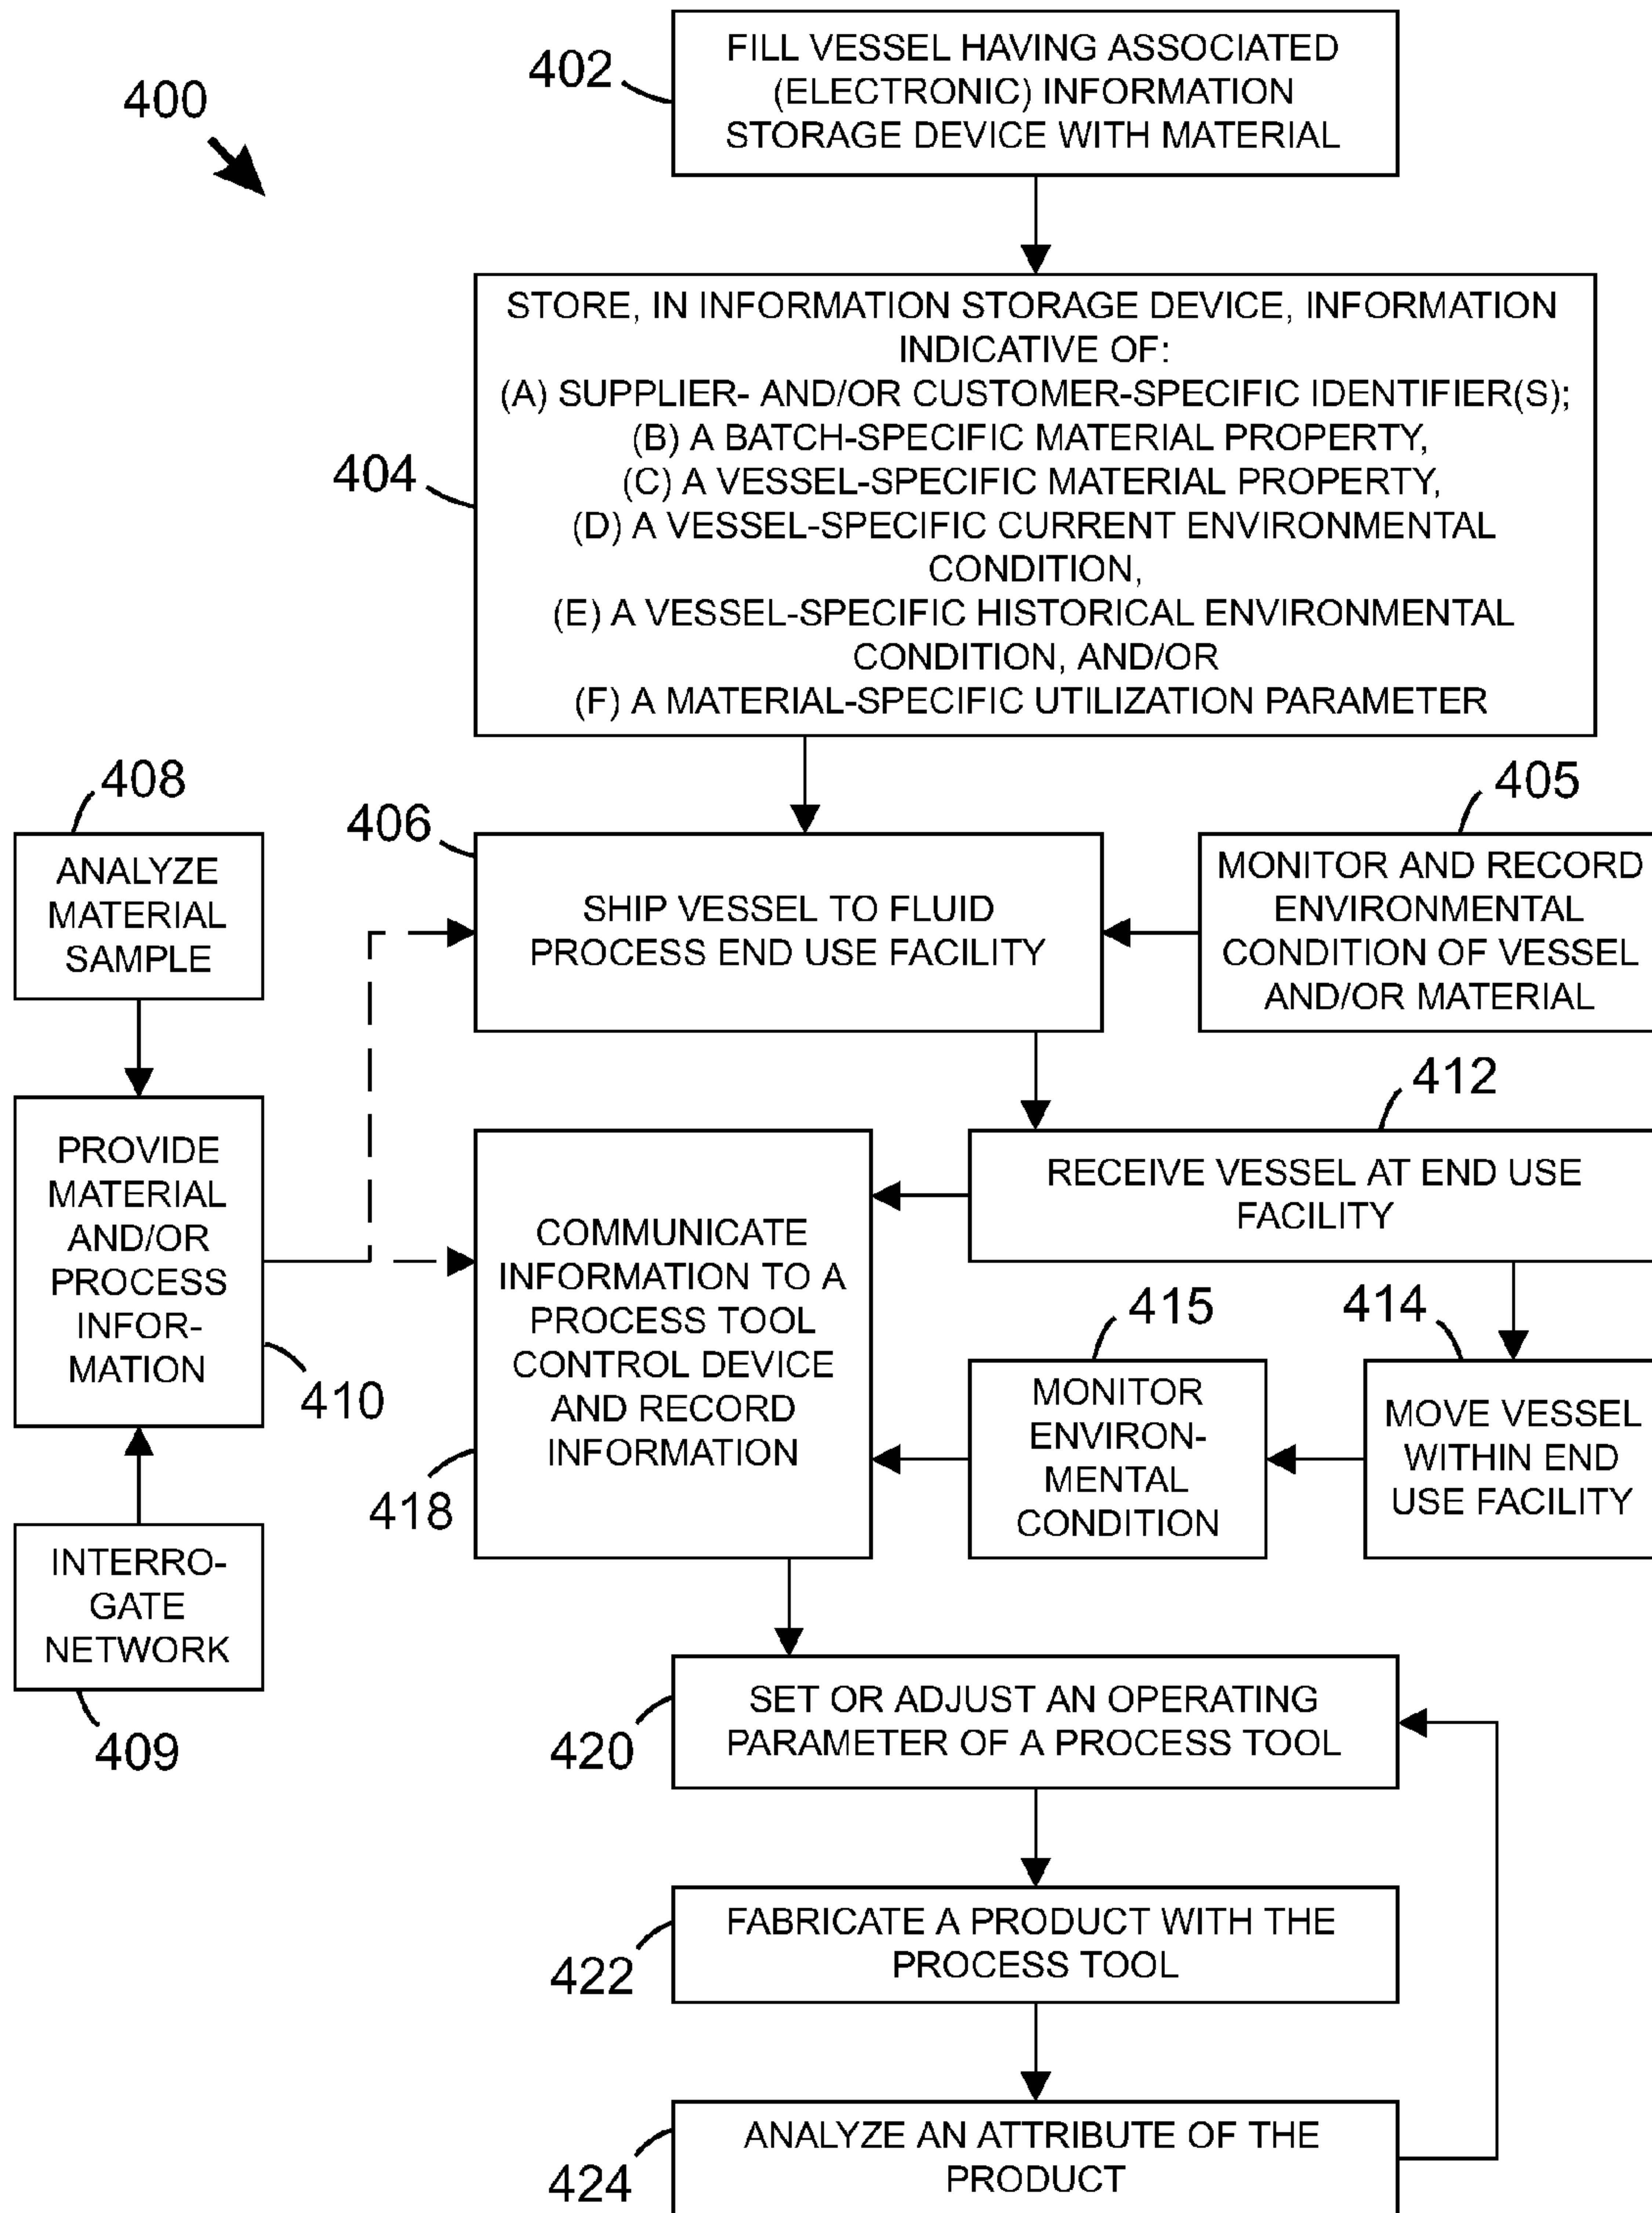 400
402
FILL VESSEL HAVING ASSOCIATED
(ELECTRONIC) INFORMATION
STORAGE DEVICE WITH MATERIAL
404
STORE, IN INFORMATION STORAGE DEVICE, INFORMATION
INDICATIVE OF:
(A) SUPPLIER- AND/OR CUSTOMER-SPECIFIC IDENTIFIER(S);
(B) A BATCH-SPECIFIC MATERIAL PROPERTY,
(C) A VESSEL-SPECIFIC MATERIAL PROPERTY,
(D) A VESSEL-SPECIFIC CURRENT ENVIRONMENTAL
CONDITION,
(E) A VESSEL-SPECIFIC HISTORICAL ENVIRONMENTAL
CONDITION, AND/OR
(F) A MATERIAL-SPECIFIC UTILIZATION PARAMETER
408
ANALYZE
MATERIAL
SAMPLE
406
SHIP VESSEL TO FLUID
PROCESS END USE FACILITY
405
MONITOR AND RECORD
ENVIRONMENTAL
CONDITION OF VESSEL
AND/OR MATERIAL
PROVIDE
MATERIAL
AND/OR
PROCESS
INFOR-
MATION
410
412
RECEIVE VESSEL AT END USE
FACILITY
COMMUNICATE
INFORMATION TO A
PROCESS TOOL
CONTROL DEVICE
AND RECORD
INFORMATION
418
415
MONITOR
ENVIRON-
MENTAL
CONDITION
414
MOVE VESSEL
WITHIN END
USE FACILITY
INTERRO-
GATE
NETWORK
409
420
SET OR ADJUST AN OPERATING
PARAMETER OF A PROCESS TOOL
422
FABRICATE A PRODUCT WITH THE
PROCESS TOOL
424
ANALYZE AN ATTRIBUTE OF THE
PRODUCT